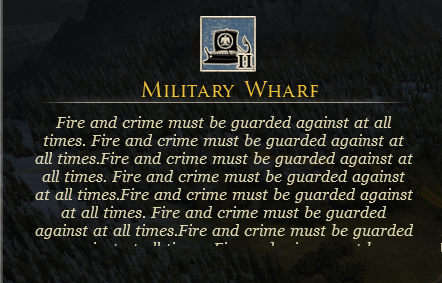 II
Military Wharf
Fire and crime must be guarded against at all
times. Fire and crime must be guarded against at
all times.Fire and crime must be guarded against at
all times. Fire and crime must be guarded against
at all times.Fire and crime must be guarded against
at all times. Fire and crime must be guarded
against at all times.Fire and crime must be guarded